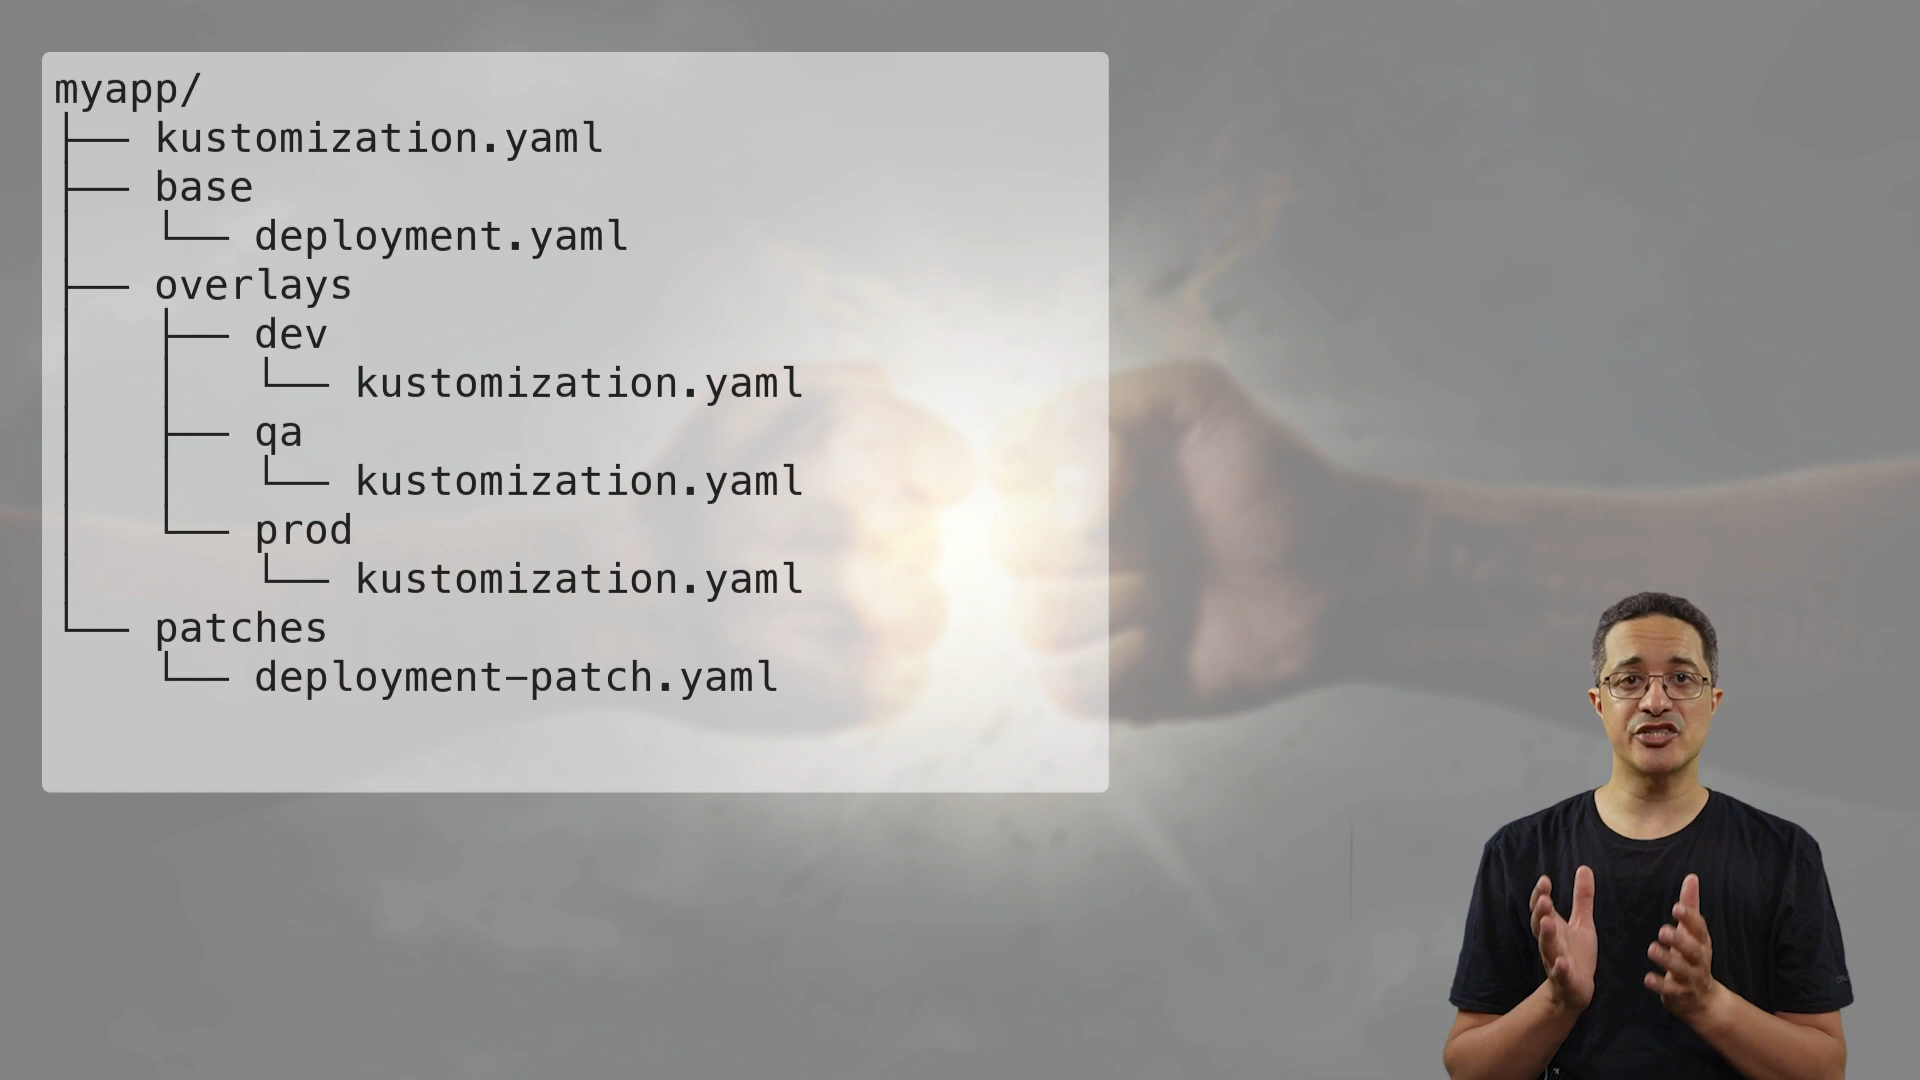 myapp/
├── kustomization.yaml
├── base
│   └── deployment.yaml
├── overlays
│   ├── dev
│   │   └── kustomization.yaml
│   ├── qa
│   │   └── kustomization.yaml
│   └── prod
│       └── kustomization.yaml
└── patches
    └── deployment-patch.yaml